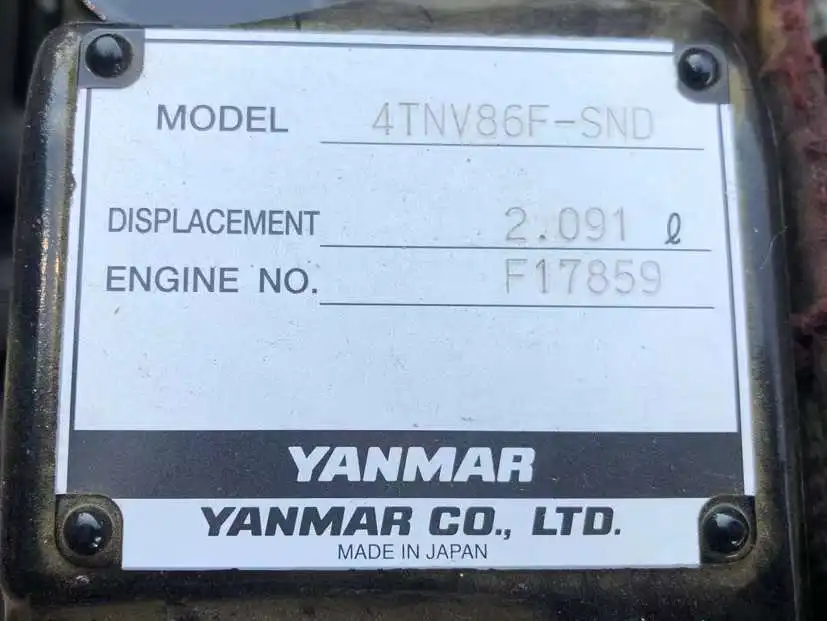 MODEL 4TNV86F-SND
DISPLACEMENT 2.091 ℓ
ENGINE NO. F17859
YANMAR
YANMAR CO., LTD.
MADE IN JAPAN